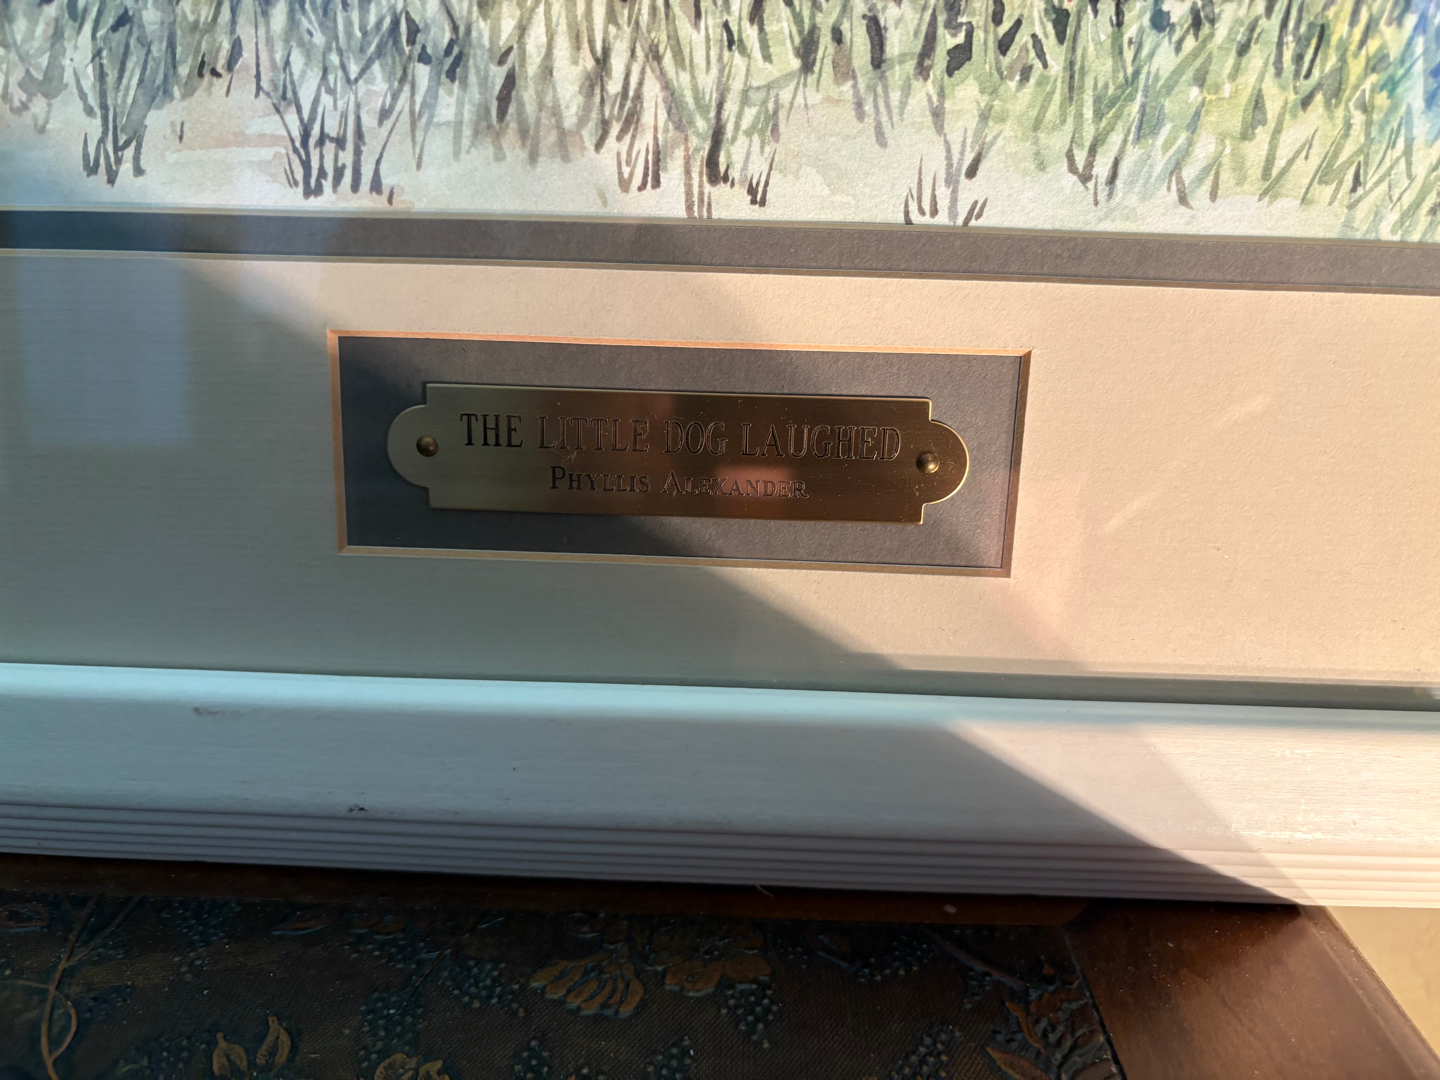 THE LITTLE DOG LAUGHED
PHYLLIS ALEXANDER